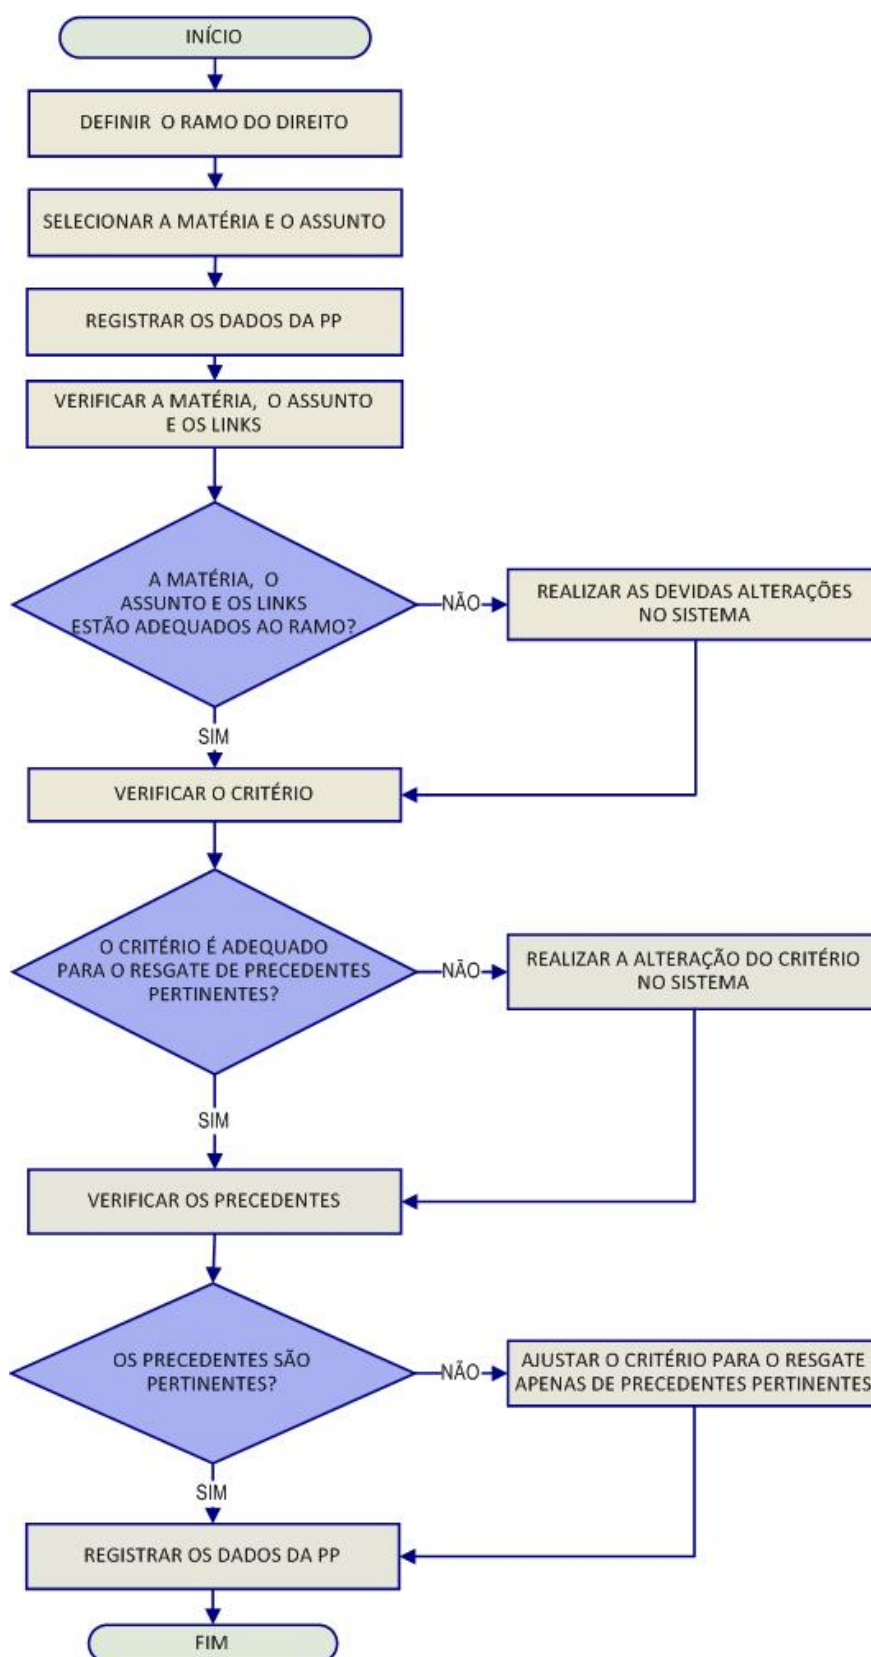 INÍCIO
DEFINIR O RAMO DO DIREITO
SELECIONAR A MATÉRIA E O ASSUNTO
REGISTRAR OS DADOS DA PP
VERIFICAR A MATÉRIA, O ASSUNTO
E OS LINKS
A MATÉRIA, O
ASSUNTO E OS LINKS
ESTÃO ADEQUADOS AO RAMO?
NÃO
REALIZAR AS DEVIDAS ALTERAÇÕES
NO SISTEMA
SIM
VERIFICAR O CRITÉRIO
O CRITÉRIO É ADEQUADO
PARA O RESGATE DE PRECEDENTES
PERTINENTES?
NÃO
REALIZAR A ALTERAÇÃO DO CRITÉRIO
NO SISTEMA
SIM
VERIFICAR OS PRECEDENTES
OS PRECEDENTES SÃO
PERTINENTES?
NÃO
AJUSTAR O CRITÉRIO PARA O RESGATE
APENAS DE PRECEDENTES PERTINENTES
SIM
REGISTRAR OS DADOS DA PP
FIM